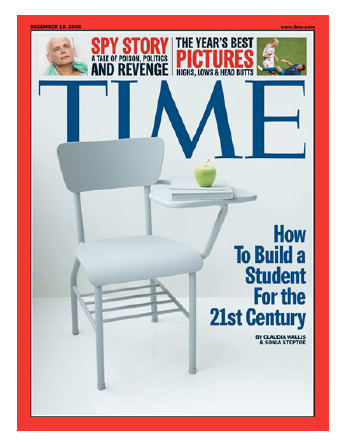 DECEMBER 18, 2006
www.time.com
SPY STORY
A TALE OF POISON, POLITICS
AND REVENGE
THE YEAR'S BEST
PICTURES
HIGHS, LOWS & HEAD BUTTS
TIME
How
To Build a
Student
For the
21st Century
BY CLAUDIA WALLIS
& SONIA STEPTOE